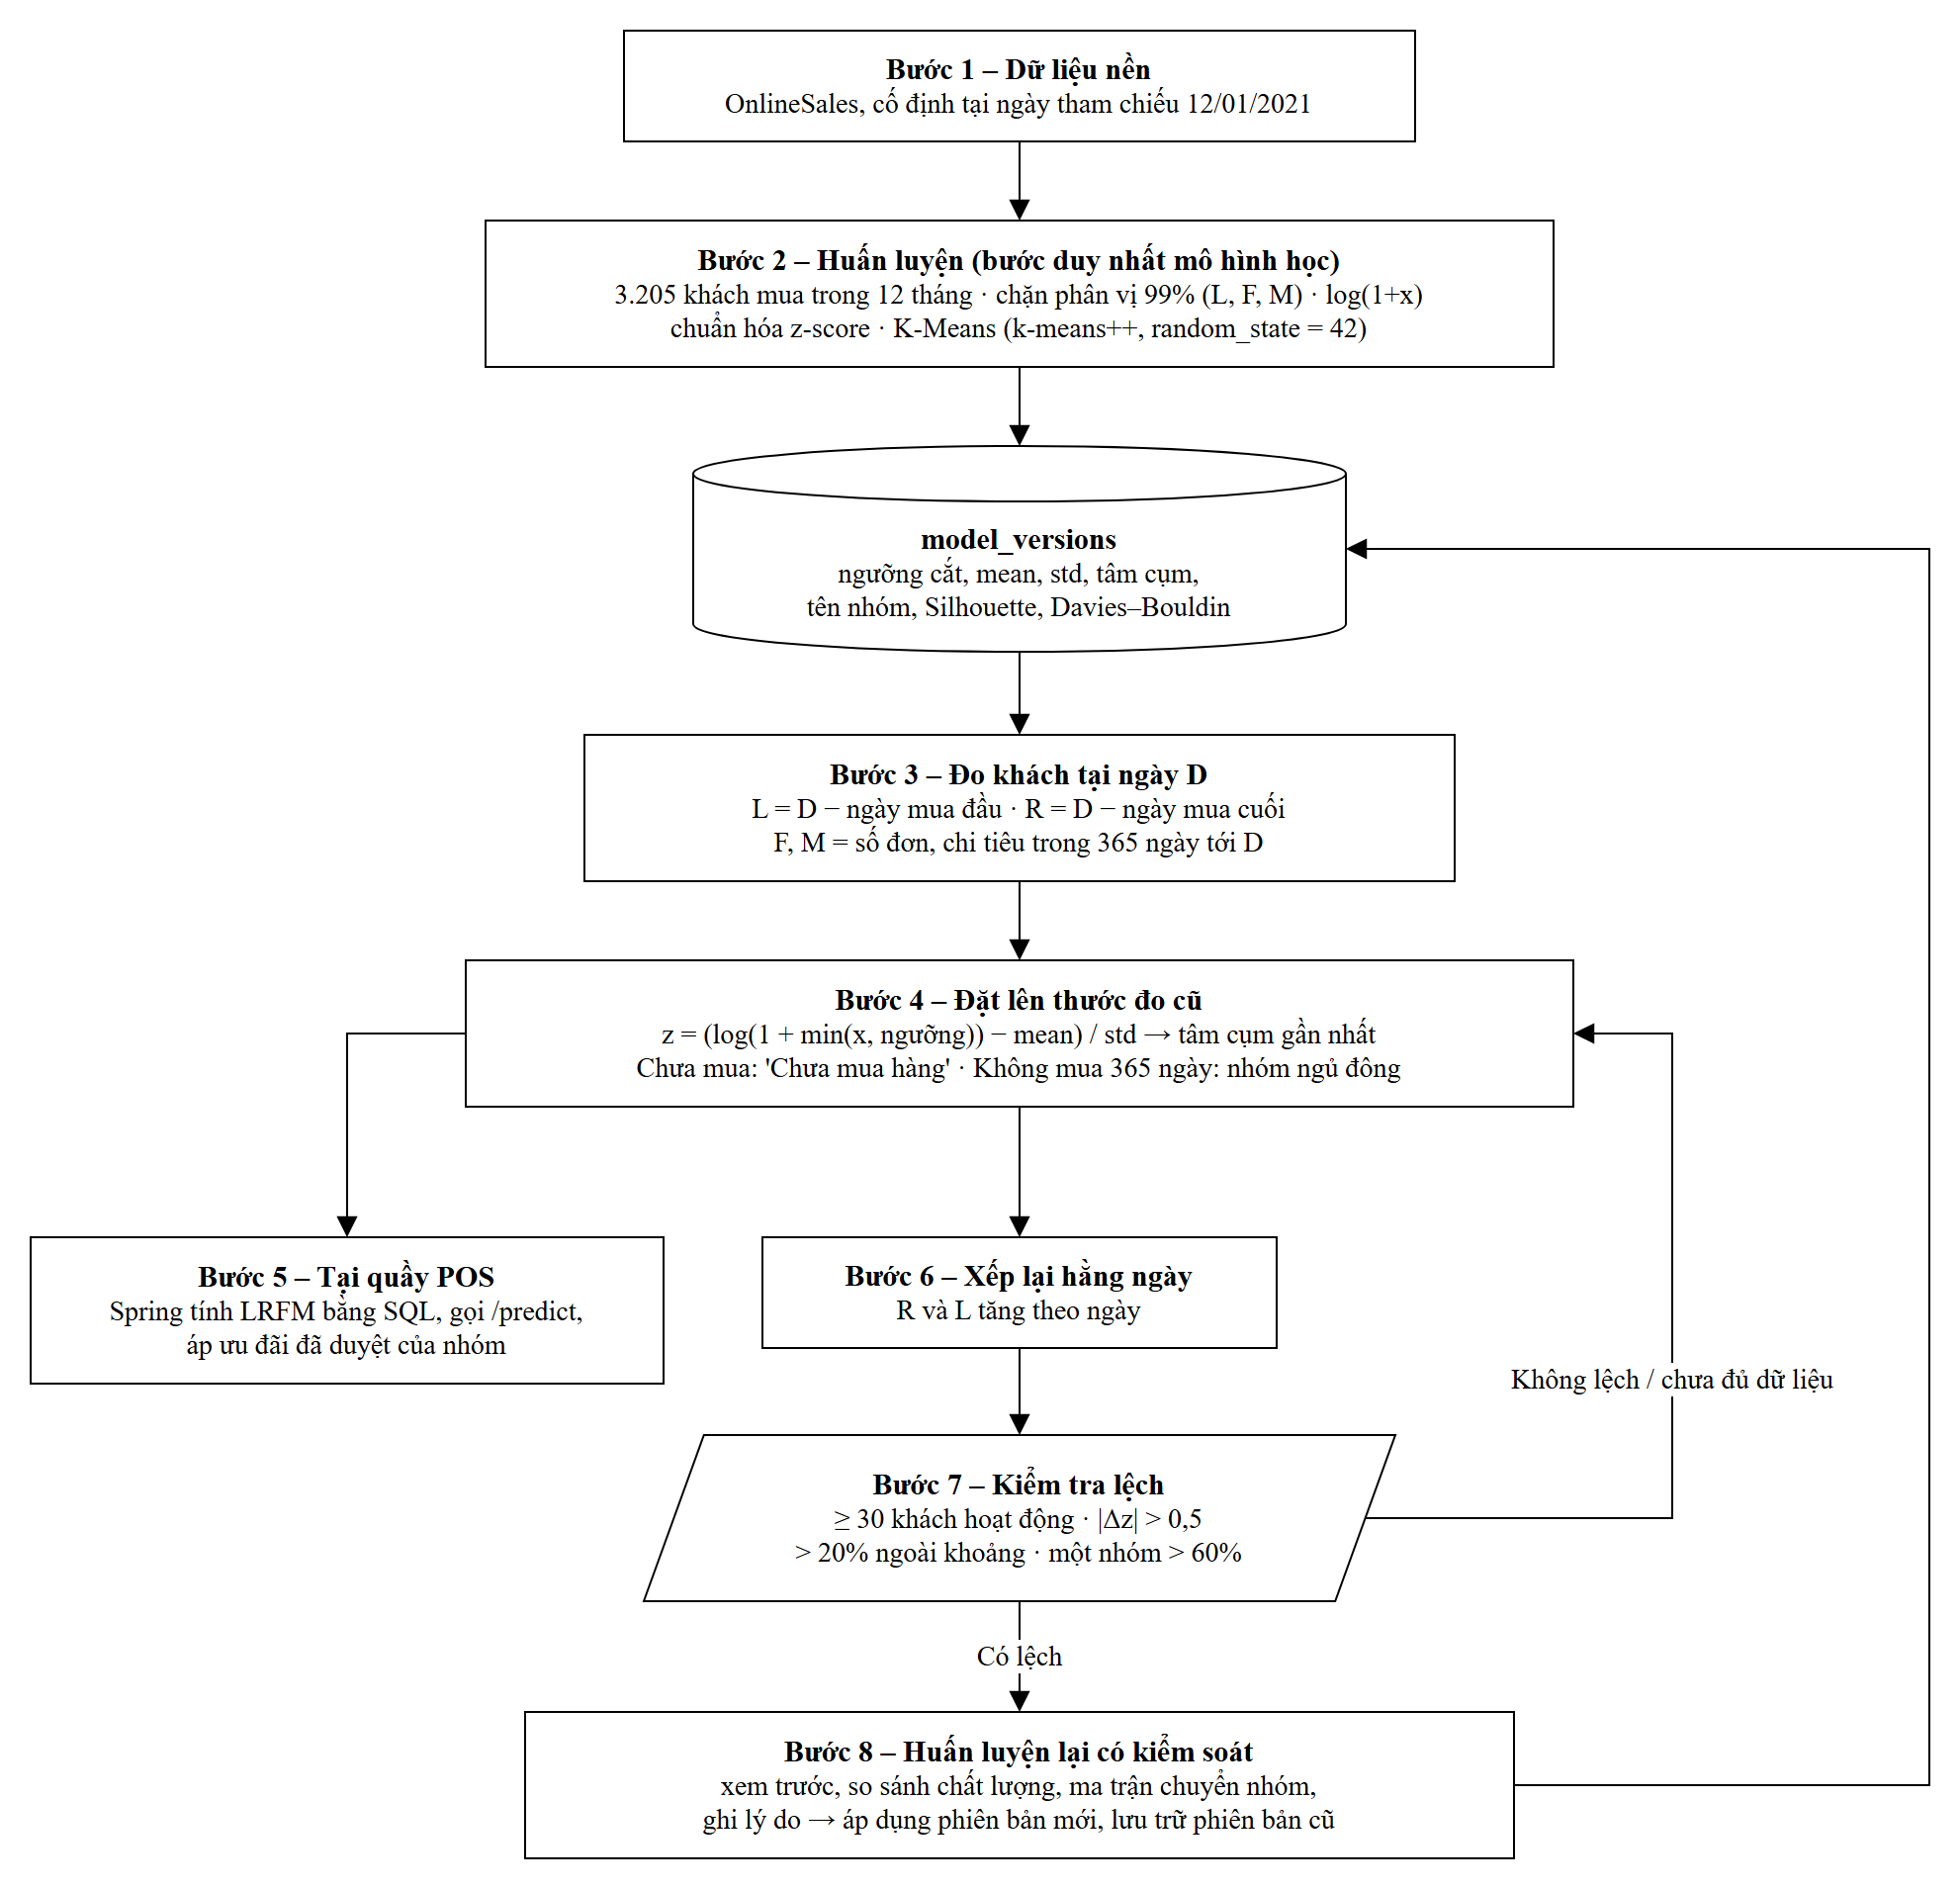 Bước 1 – Dữ liệu nền
OnlineSales, cố định tại ngày tham chiếu 12/01/2021
Bước 2 – Huấn luyện (bước duy nhất mô hình học)
3.205 khách mua trong 12 tháng · chặn phân vị 99% (L, F, M) · log(1+x)
chuẩn hóa z-score · K-Means (k-means++, random_state = 42)
model_versions
ngưỡng cắt, mean, std, tâm cụm,
tên nhóm, Silhouette, Davies–Bouldin
Bước 3 – Đo khách tại ngày D
L = D − ngày mua đầu · R = D − ngày mua cuối
F, M = số đơn, chi tiêu trong 365 ngày tới D
Bước 4 – Đặt lên thước đo cũ
z = (log(1 + min(x, ngưỡng)) − mean) / std → tâm cụm gần nhất
Chưa mua: 'Chưa mua hàng' · Không mua 365 ngày: nhóm ngủ đông
Bước 5 – Tại quầy POS
Spring tính LRFM bằng SQL, gọi /predict,
áp ưu đãi đã duyệt của nhóm
Bước 6 – Xếp lại hằng ngày
R và L tăng theo ngày
Không lệch / chưa đủ dữ liệu
Bước 7 – Kiểm tra lệch
≥ 30 khách hoạt động · |Δz| > 0,5
> 20% ngoài khoảng · một nhóm > 60%
Có lệch
Bước 8 – Huấn luyện lại có kiểm soát
xem trước, so sánh chất lượng, ma trận chuyển nhóm,
ghi lý do → áp dụng phiên bản mới, lưu trữ phiên bản cũ